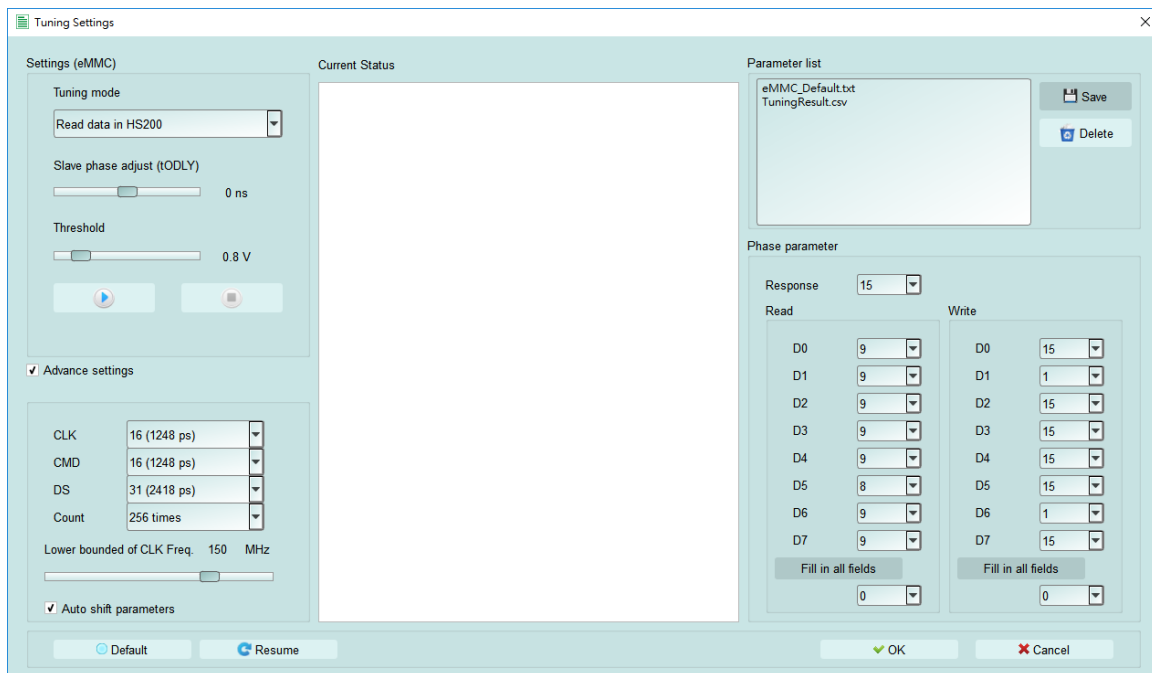 Tuning Settings
Settings (eMMC)
Tuning mode
Read data in HS200
Slave phase adjust (tODLY)
0 ns
Threshold
0.8 V
Advance settings
CLK 16 (1248 ps)
CMD 16 (1248 ps)
DS 31 (2418 ps)
Count 256 times
Lower bounded of CLK Freq. 150 MHz
Auto shift parameters
Current Status
Parameter list
eMMC_Default.txt
TuningResult.csv
Save
Delete
Phase parameter
Response 15
Read
D0 9
D1 9
D2 9
D3 9
D4 9
D5 8
D6 9
D7 9
Fill in all fields
0
Write
D0 15
D1 1
D2 15
D3 15
D4 15
D5 15
D6 1
D7 15
Fill in all fields
0
Default
Resume
OK
Cancel